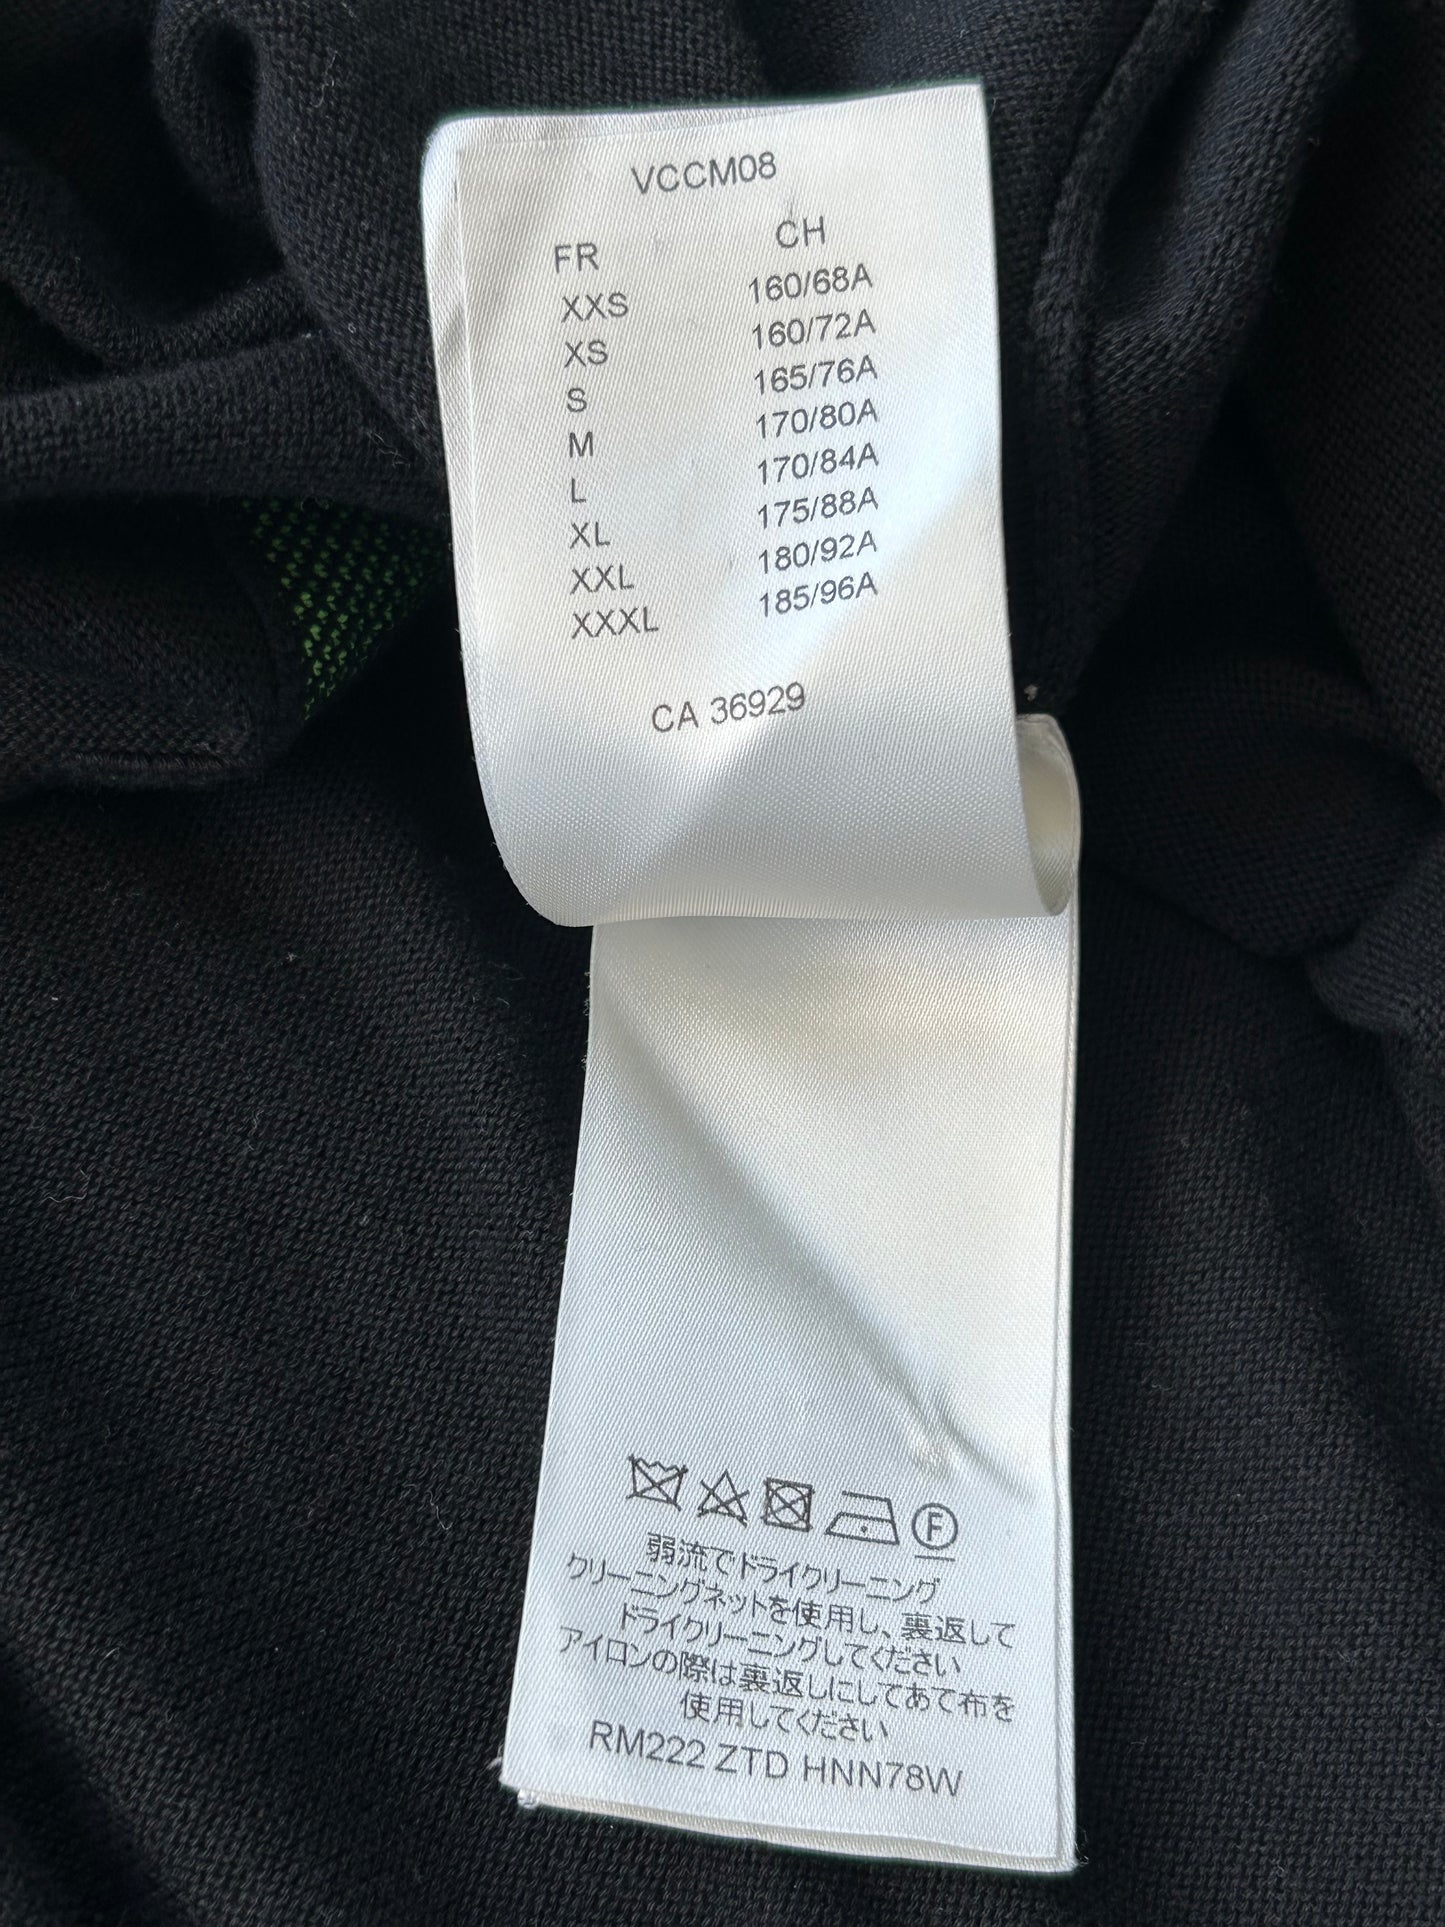 VCCM08
FR CH
XXS 160/68A
XS 160/72A
S 165/76A
M 170/80A
L 170/84A
XL 175/88A
XXL 180/92A
XXXL 185/96A
CA 36929
F
弱流でドライクリーニング
クリーニングネットを使用し、裏返して
ドライクリーニングしてください
アイロンの際は裏返しにしてあて布を
使用してください
RM222 ZTD HNN78W